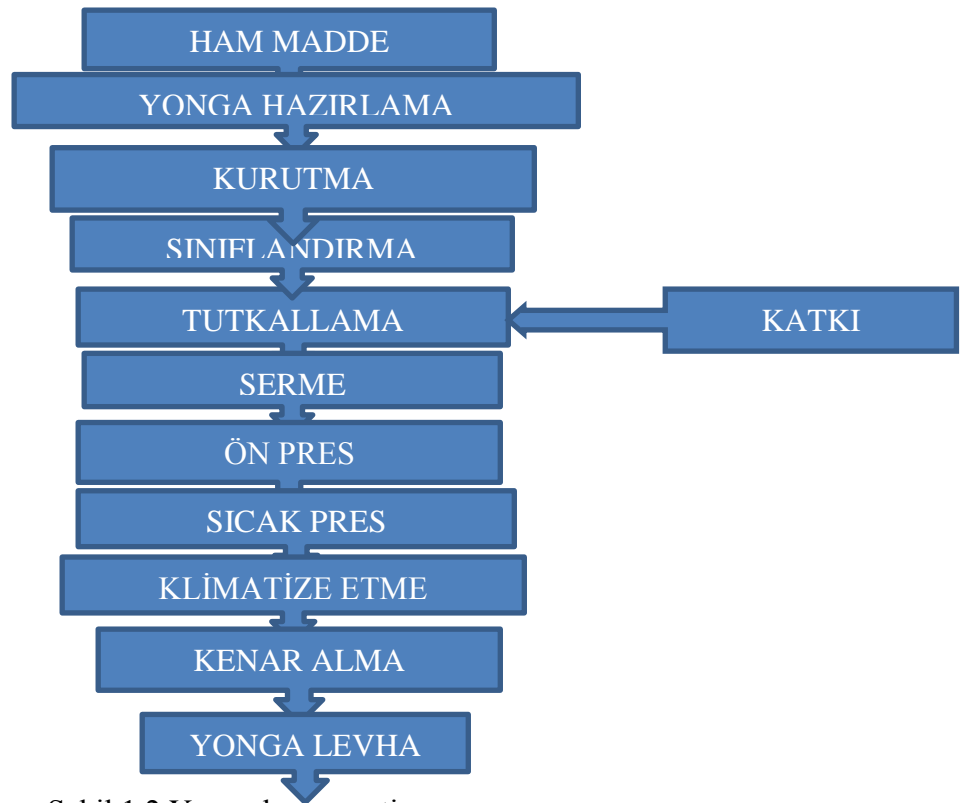 HAM MADDE
YONGA HAZIRLAMA
KURUTMA
SINIFLANDIRMA
TUTKALLAMA
KATKI
SERME
ÖN PRES
SICAK PRES
KLİMATİZE ETME
KENAR ALMA
YONGA LEVHA